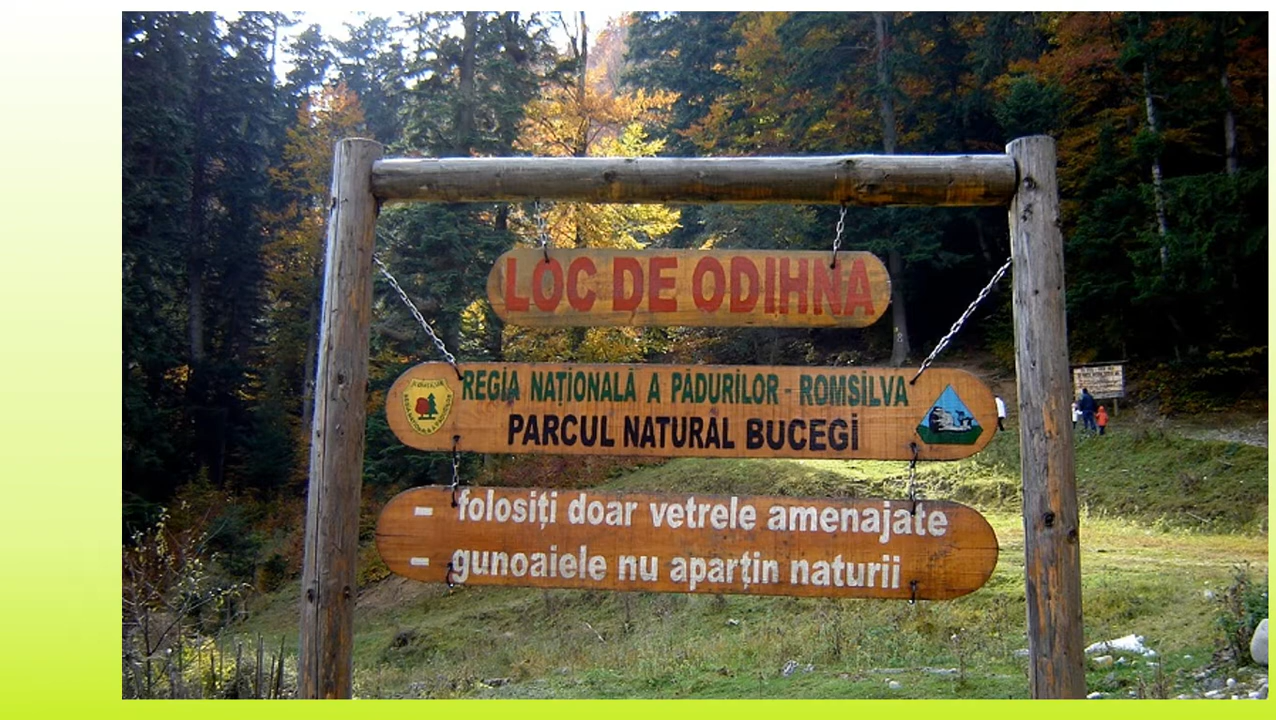 LOC DE ODIHNA
REGIA NAȚIONALĂ A PĂDURILOR - ROMSILVA
PARCUL NATURAL BUCEGI
- folosiți doar vetrele amenajate
- gunoaiele nu aparțin naturii